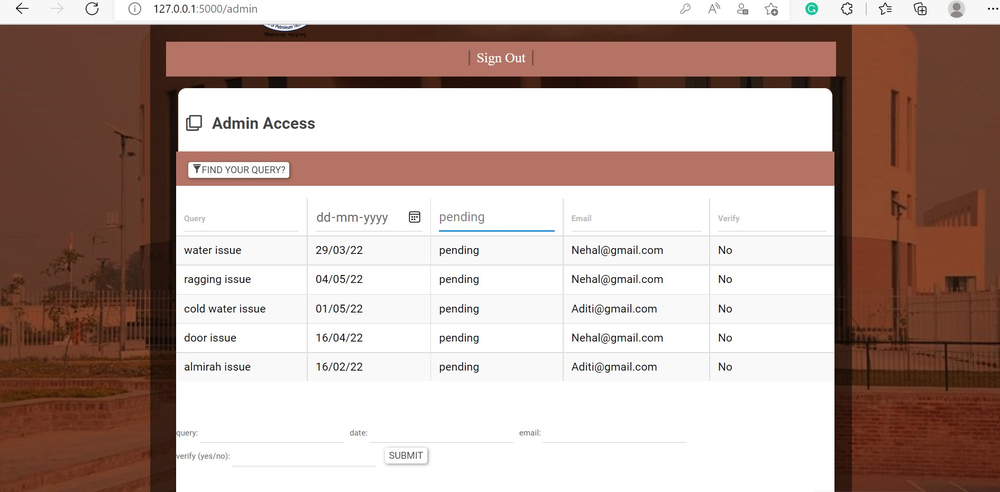 127.0.0.1:5000/admin
of Petroleum
Sign Out
Admin Access
FIND YOUR QUERY?
Query dd-mm-yyyy pending Email Verify
water issue 29/03/22 pending Nehal@gmail.com No
ragging issue 04/05/22 pending Nehal@gmail.com No
cold water issue 01/05/22 pending Aditi@gmail.com No
door issue 16/04/22 pending Nehal@gmail.com No
almirah issue 16/02/22 pending Aditi@gmail.com No
query: date: email:
verify (yes/no): SUBMIT